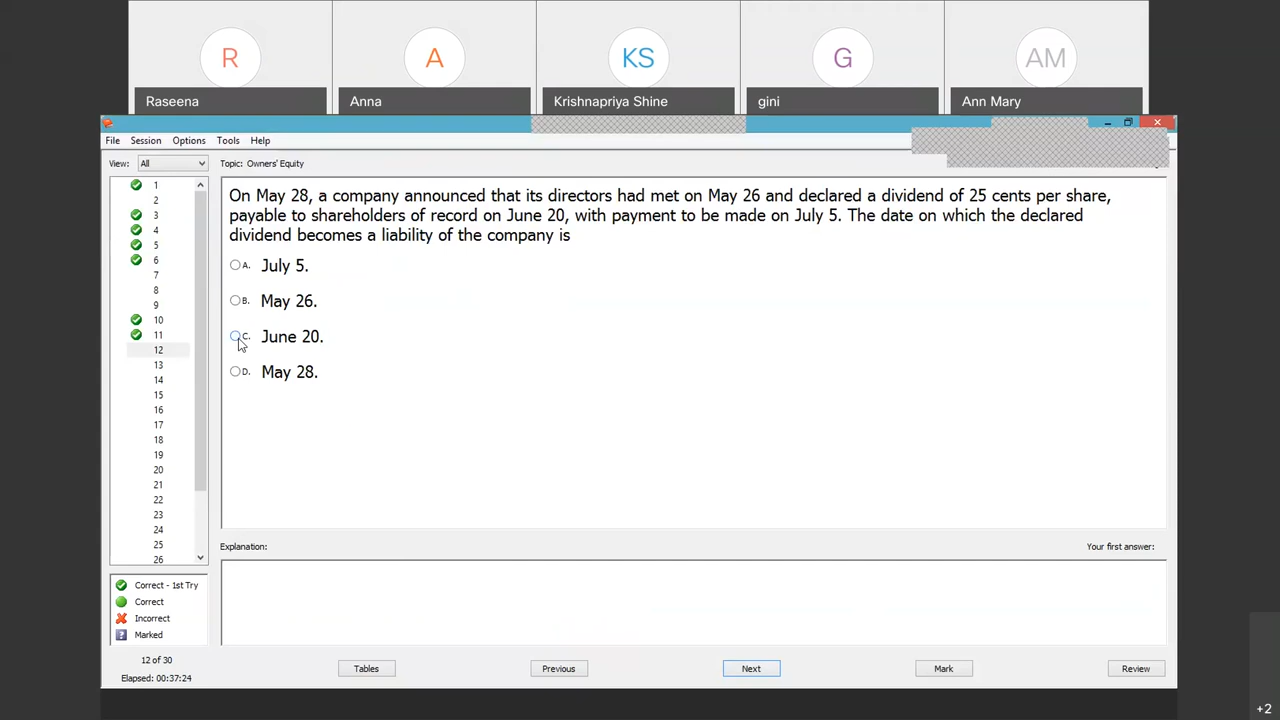 R
A
KS
G
AM
Raseena
Anna
Krishnapriya Shine
gini
Ann Mary
File Session Options Tools Help
View: All
Topic: Owners' Equity
1
2
3
4
5
6
7
8
9
10
11
12
13
14
15
16
17
18
19
20
21
22
23
24
25
26
On May 28, a company announced that its directors had met on May 26 and declared a dividend of 25 cents per share,
payable to shareholders of record on June 20, with payment to be made on July 5. The date on which the declared
dividend becomes a liability of the company is
A. July 5.
B. May 26.
C. June 20.
D. May 28.
Explanation:
Your first answer:
Correct - 1st Try
Correct
Incorrect
? Marked
12 of 30
Elapsed: 00:37:24
Tables
Previous
Next
Mark
Review
+2